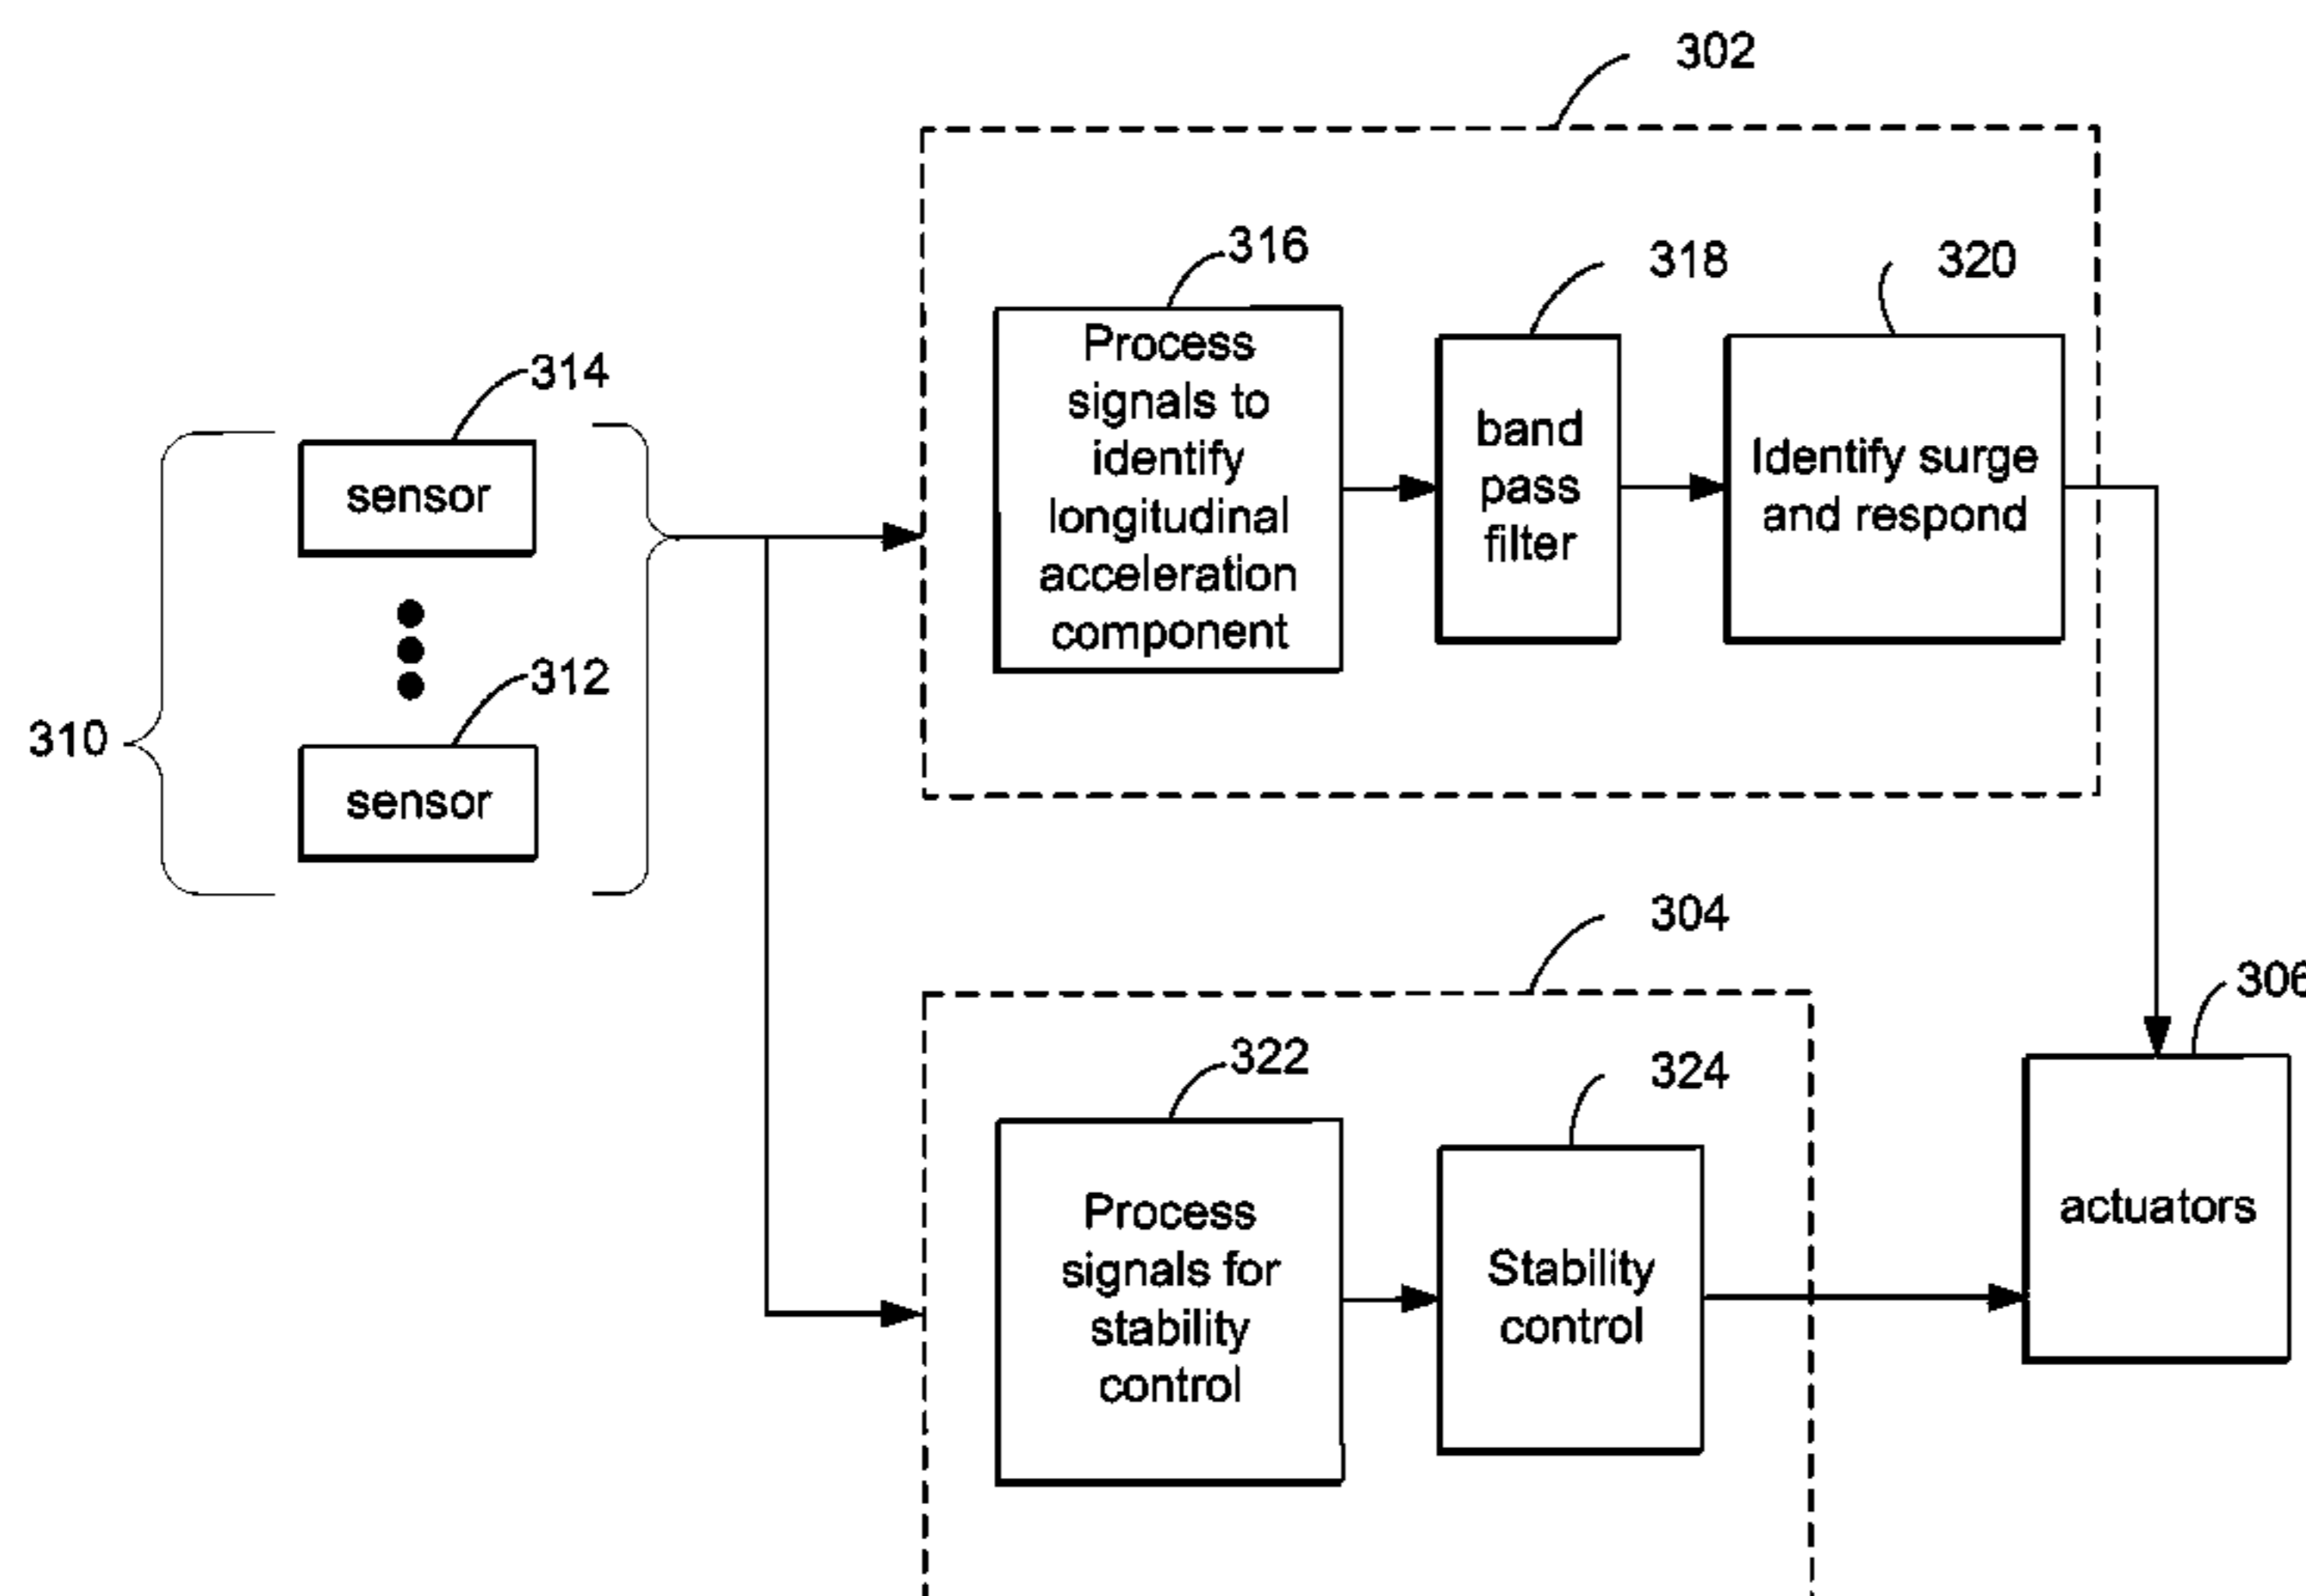 302
316
318
320
Process
signals to
identify
longitudinal
acceleration
component
band
pass
filter
Identify surge
and respond
314
sensor
312
310
sensor
304
306
322
324
Process
signals for
stability
control
Stability
control
actuators